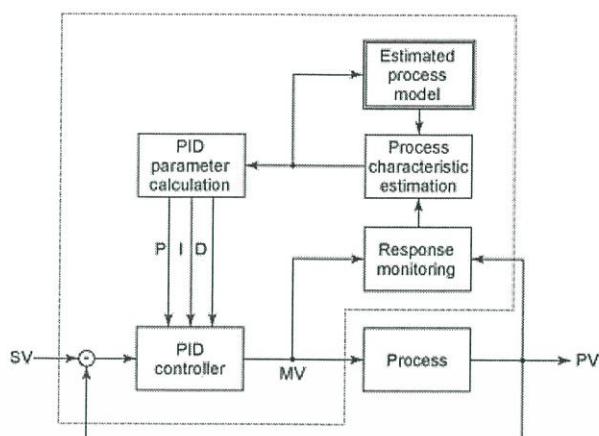 Estimated
process
model
PID
parameter
calculation
Process
characteristic
estimation
P I D
Response
monitoring
SV
-
PID
controller
MV
Process
PV